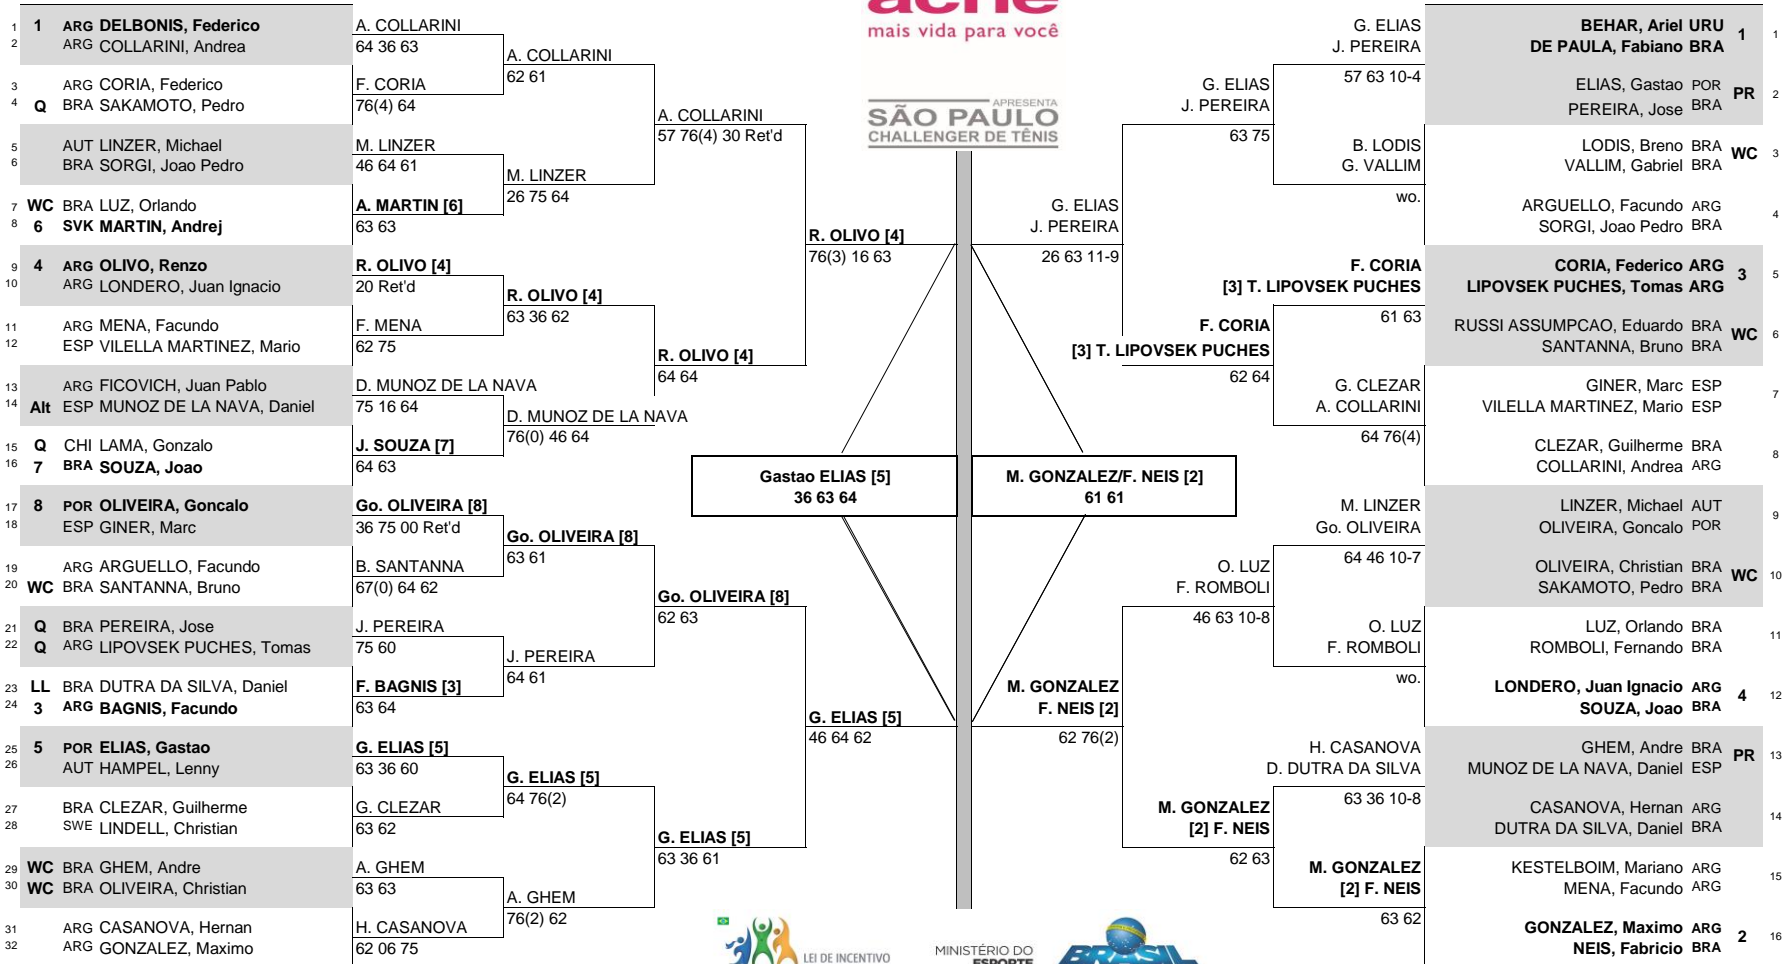 acne
mais vida para você
APRESENTA
SÃO PAULO
CHALLENGER DE TÊNIS
1 1 ARG DELBONIS, Federico
2 ARG COLLARINI, Andrea
3 ARG CORIA, Federico
4 Q BRA SAKAMOTO, Pedro
5 AUT LINZER, Michael
6 BRA SORGI, Joao Pedro
7 WC BRA LUZ, Orlando
8 6 SVK MARTIN, Andrej
9 4 ARG OLIVO, Renzo
10 ARG LONDERO, Juan Ignacio
11 ARG MENA, Facundo
12 ESP VILELLA MARTINEZ, Mario
13 ARG FICOVICH, Juan Pablo
14 Alt ESP MUNOZ DE LA NAVA, Daniel
15 Q CHI LAMA, Gonzalo
16 7 BRA SOUZA, Joao
17 8 POR OLIVEIRA, Goncalo
18 ESP GINER, Marc
19 ARG ARGUELLO, Facundo
20 WC BRA SANTANNA, Bruno
21 Q BRA PEREIRA, Jose
22 Q ARG LIPOVSEK PUCHES, Tomas
23 LL BRA DUTRA DA SILVA, Daniel
24 3 ARG BAGNIS, Facundo
25 5 POR ELIAS, Gastao
26 AUT HAMPEL, Lenny
27 BRA CLEZAR, Guilherme
28 SWE LINDELL, Christian
29 WC BRA GHEM, Andre
30 WC BRA OLIVEIRA, Christian
31 ARG CASANOVA, Hernan
32 ARG GONZALEZ, Maximo
A. COLLARINI
64 36 63
F. CORIA
76(4) 64
M. LINZER
46 64 61
A. MARTIN [6]
63 63
R. OLIVO [4]
20 Ret'd
F. MENA
62 75
D. MUNOZ DE LA NAVA
75 16 64
J. SOUZA [7]
64 63
Go. OLIVEIRA [8]
36 75 00 Ret'd
B. SANTANNA
67(0) 64 62
J. PEREIRA
75 60
F. BAGNIS [3]
63 64
G. ELIAS [5]
63 36 60
G. CLEZAR
63 62
A. GHEM
63 63
H. CASANOVA
62 06 75
A. COLLARINI
62 61
M. LINZER
26 75 64
R. OLIVO [4]
63 36 62
D. MUNOZ DE LA NAVA
76(0) 46 64
Go. OLIVEIRA [8]
63 61
J. PEREIRA
64 61
G. ELIAS [5]
64 76(2)
A. GHEM
76(2) 62
A. COLLARINI
57 76(4) 30 Ret'd
R. OLIVO [4]
64 64
Go. OLIVEIRA [8]
62 63
G. ELIAS [5]
63 36 61
R. OLIVO [4]
76(3) 16 63
G. ELIAS [5]
46 64 62
Gastao ELIAS [5]
36 63 64
M. GONZALEZ/F. NEIS [2]
61 61
G. ELIAS
J. PEREIRA
26 63 11-9
M. GONZALEZ
F. NEIS [2]
62 76(2)
G. ELIAS
J. PEREIRA
63 75
F. CORIA
[3] T. LIPOVSEK PUCHES
62 64
O. LUZ
F. ROMBOLI
46 63 10-8
M. GONZALEZ
[2] F. NEIS
62 63
G. ELIAS
J. PEREIRA
57 63 10-4
B. LODIS
G. VALLIM
wo.
F. CORIA
[3] T. LIPOVSEK PUCHES
61 63
G. CLEZAR
A. COLLARINI
64 76(4)
M. LINZER
Go. OLIVEIRA
64 46 10-7
O. LUZ
F. ROMBOLI
wo.
H. CASANOVA
D. DUTRA DA SILVA
63 36 10-8
M. GONZALEZ
[2] F. NEIS
63 62
BEHAR, Ariel URU 1 1
DE PAULA, Fabiano BRA
ELIAS, Gastao POR PR 2
PEREIRA, Jose BRA
LODIS, Breno BRA WC 3
VALLIM, Gabriel BRA
ARGUELLO, Facundo ARG 4
SORGI, Joao Pedro BRA
CORIA, Federico ARG 3 5
LIPOVSEK PUCHES, Tomas ARG
RUSSI ASSUMPCAO, Eduardo BRA WC 6
SANTANNA, Bruno BRA
GINER, Marc ESP 7
VILELLA MARTINEZ, Mario ESP
CLEZAR, Guilherme BRA 8
COLLARINI, Andrea ARG
LINZER, Michael AUT 9
OLIVEIRA, Goncalo POR
OLIVEIRA, Christian BRA WC 10
SAKAMOTO, Pedro BRA
LUZ, Orlando BRA 11
ROMBOLI, Fernando BRA
LONDERO, Juan Ignacio ARG 4 12
SOUZA, Joao BRA
GHEM, Andre BRA PR 13
MUNOZ DE LA NAVA, Daniel ESP
CASANOVA, Hernan ARG 14
DUTRA DA SILVA, Daniel BRA
KESTELBOIM, Mariano ARG 15
MENA, Facundo ARG
GONZALEZ, Maximo ARG 2 16
NEIS, Fabricio BRA
LEI DE INCENTIVO
MINISTÉRIO DO
ESPORTE
BRASIL